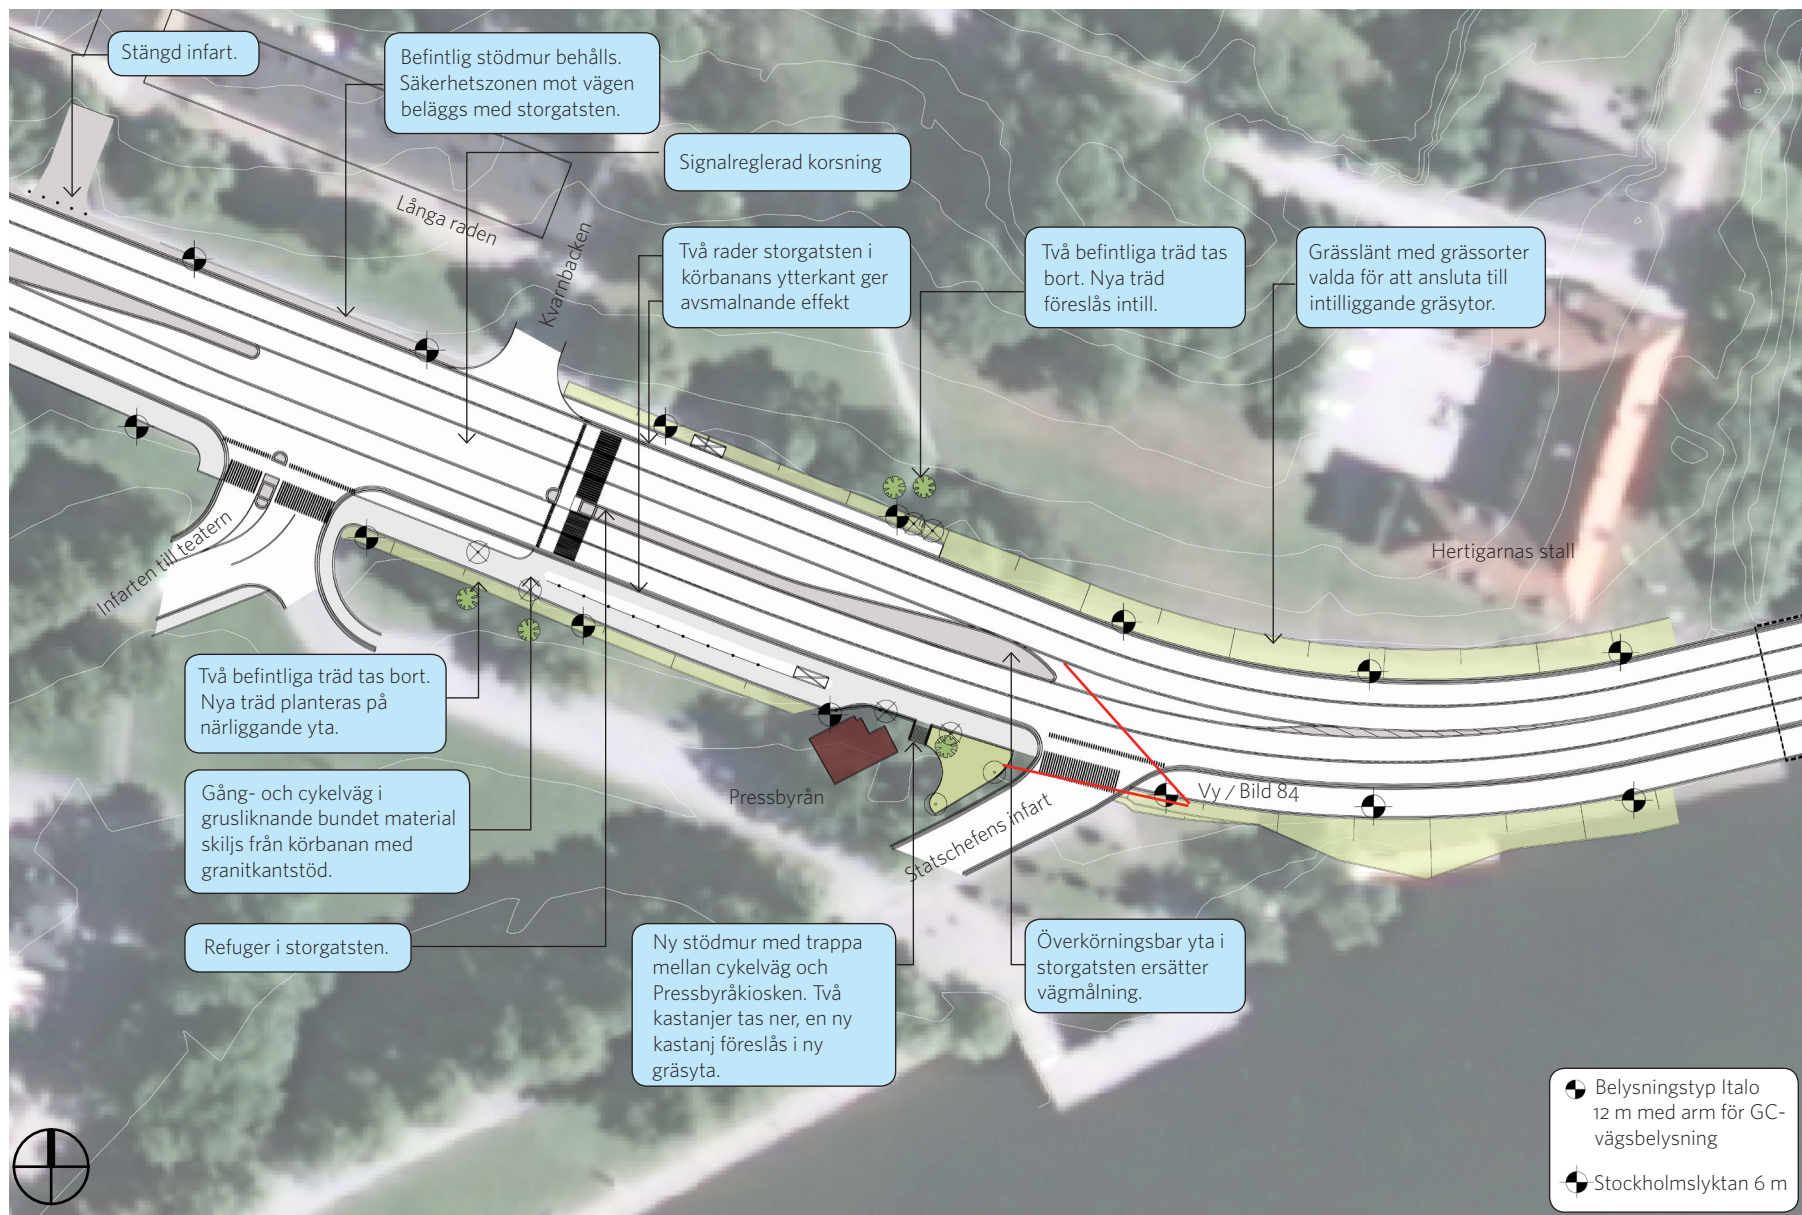 Stängd infart.
Befintlig stödmur behålls.
Säkerhetszonen mot vägen
beläggs med storgatsten.
Signalreglerad korsning
Långa raden
Kvarnbacken
Två rader storgatsten i
körbanans ytterkant ger
avsmalnande effekt
Två befintliga träd tas
bort. Nya träd
föreslås intill.
Grässlänt med grässorter
valda för att ansluta till
intilliggande gräsytor.
Infarten till teatern
Hertigarnas stall
Två befintliga träd tas bort.
Nya träd planteras på
närliggande yta.
Gång- och cykelväg i
grusliknande bundet material
skiljs från körbanan med
granitkantstöd.
Pressbyrån
Vy / Bild 84
Statschefens infart
Refuger i storgatsten.
Ny stödmur med trappa
mellan cykelväg och
Pressbyråkiosken. Två
kastanjer tas ner, en ny
kastanj föreslås i ny
gräsyta.
Överkörningsbar yta i
storgatsten ersätter
vägmålning.
Belysningstyp Italo
12 m med arm för GC-
vägsbelysning
Stockholmslyktan 6 m